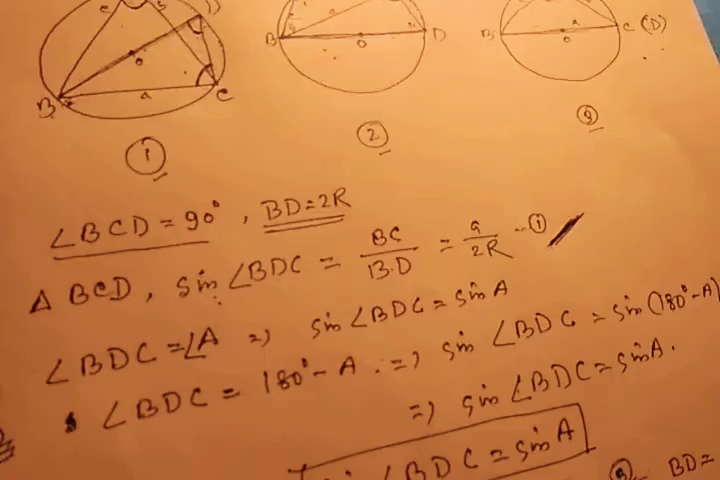 B a C D
B O D
B a O C (D)
① ② ③
∠BCD = 90°, BD = 2R
△ BCD, sin ∠BDC = BC/B.D = a/2R --- ①
∠BDC = ∠A => sin ∠BDC = sin A
∠BDC = 180° - A . => sin ∠BDC = sin (180° - A)
=> sin ∠BDC = sin A.
∠BDC = sin A
③ BD =